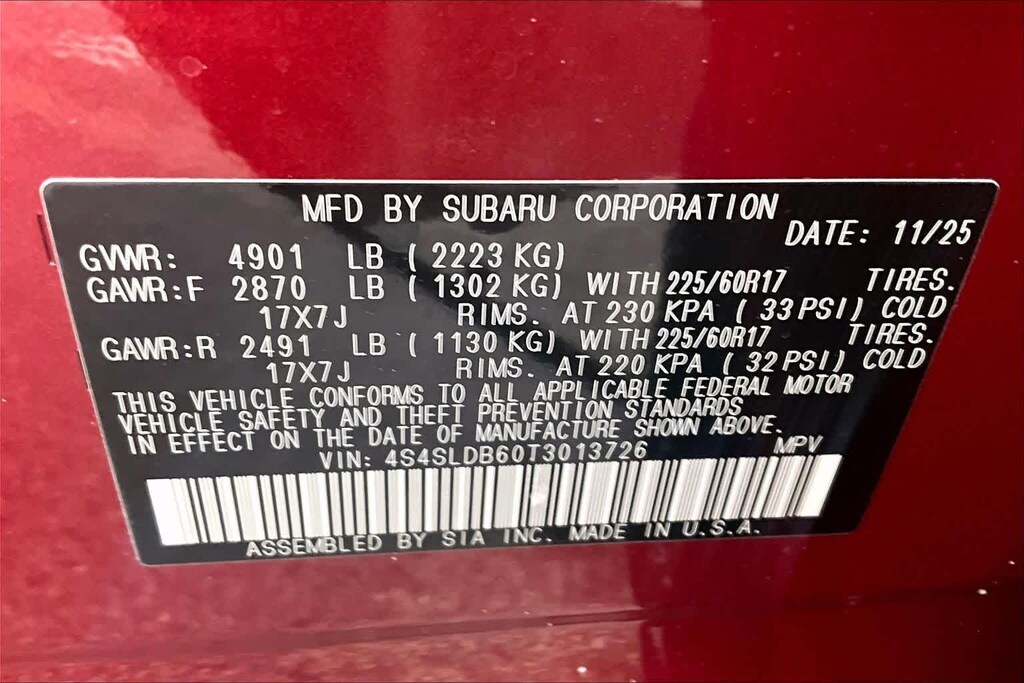 MFD BY SUBARU CORPORATION
DATE: 11/25
GVWR: 4901 LB ( 2223 KG)
GAWR:F 2870 LB ( 1302 KG) WITH 225/60R17 TIRES.
17X7J RIMS. AT 230 KPA ( 33 PSI) COLD
GAWR:R 2491 LB ( 1130 KG) WITH 225/60R17 TIRES.
17X7J RIMS. AT 220 KPA ( 32 PSI) COLD
THIS VEHICLE CONFORMS TO ALL APPLICABLE FEDERAL MOTOR
VEHICLE SAFETY AND THEFT PREVENTION STANDARDS
IN EFFECT ON THE DATE OF MANUFACTURE SHOWN ABOVE.
VIN: 4S4SLDB60T3013726 MPV
ASSEMBLED BY SIA INC. MADE IN U.S.A.